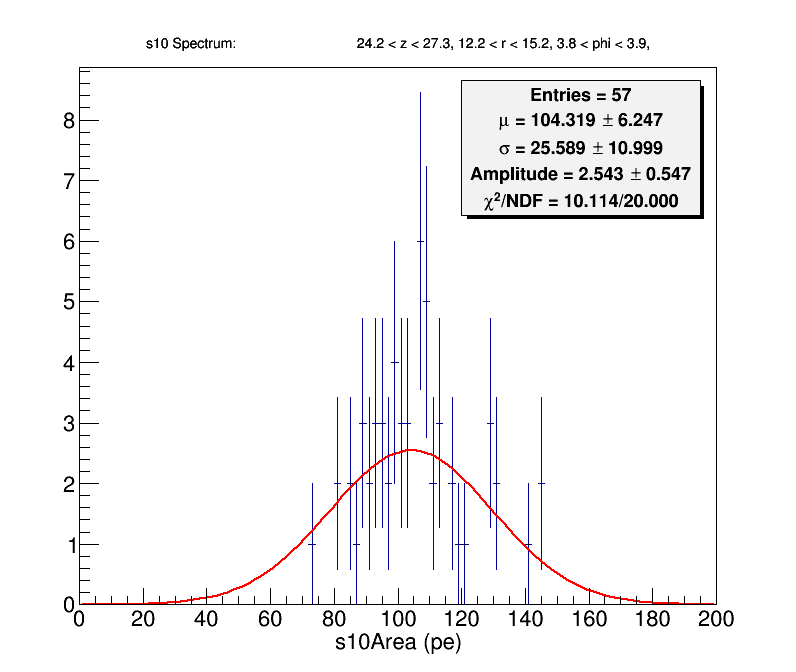 s10 Spectrum: 24.2 < z < 27.3, 12.2 < r < 15.2, 3.8 < phi < 3.9,
Entries = 57
μ = 104.319 ± 6.247
σ = 25.589 ± 10.999
Amplitude = 2.543 ± 0.547
χ²/NDF = 10.114/20.000
8
7
6
5
4
3
2
1
0
0 20 40 60 80 100 120 140 160 180 200
s10Area (pe)